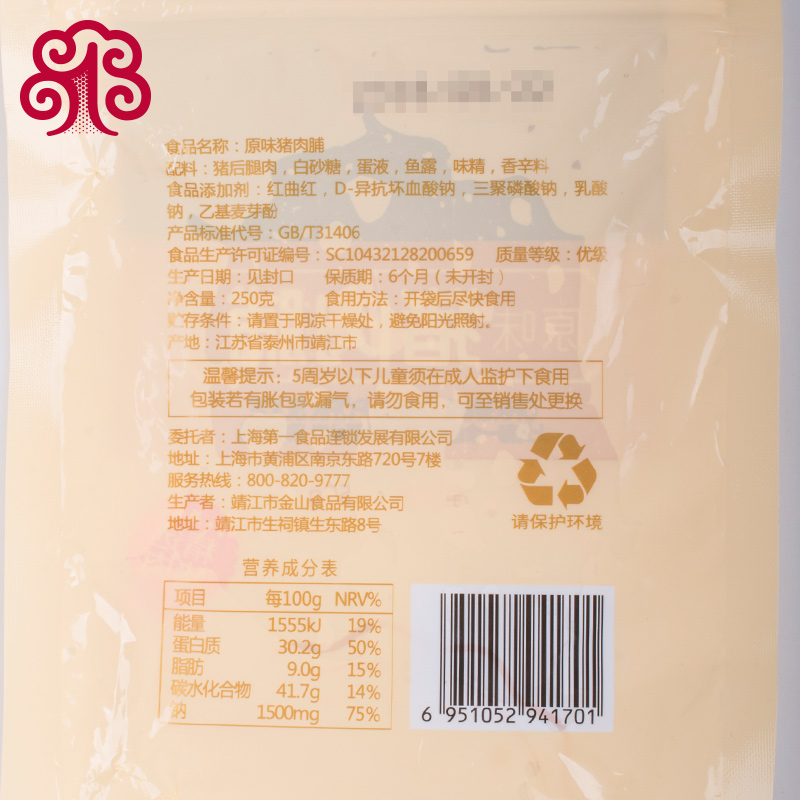 食品名称：原味猪肉脯
配料：猪后腿肉，白砂糖，蛋液，鱼露，味精，香辛料
食品添加剂：红曲红，D-异抗坏血酸钠，三聚磷酸钠，乳酸
钠，乙基麦芽酚
产品标准代号：GB/T31406
食品生产许可证编号：SC10432128200659 质量等级：优级
生产日期：见封口 保质期：6个月（未开封）
净含量：250克 食用方法：开袋后尽快食用
贮存条件：请置于阴凉干燥处，避免阳光照射。
产地：江苏省泰州市靖江市
温馨提示：5周岁以下儿童须在成人监护下食用
包装若有胀包或漏气，请勿食用，可至销售处更换
委托者：上海第一食品连锁发展有限公司
地址：上海市黄浦区南京东路720号7楼
服务热线：800-820-9777
生产者：靖江市金山食品有限公司
地址：靖江市生祠镇生东路8号
请保护环境
营养成分表
项目 每100g NRV%
能量 1555kJ 19%
蛋白质 30.2g 50%
脂肪 9.0g 15%
碳水化合物 41.7g 14%
钠 1500mg 75%
6 951052 941701